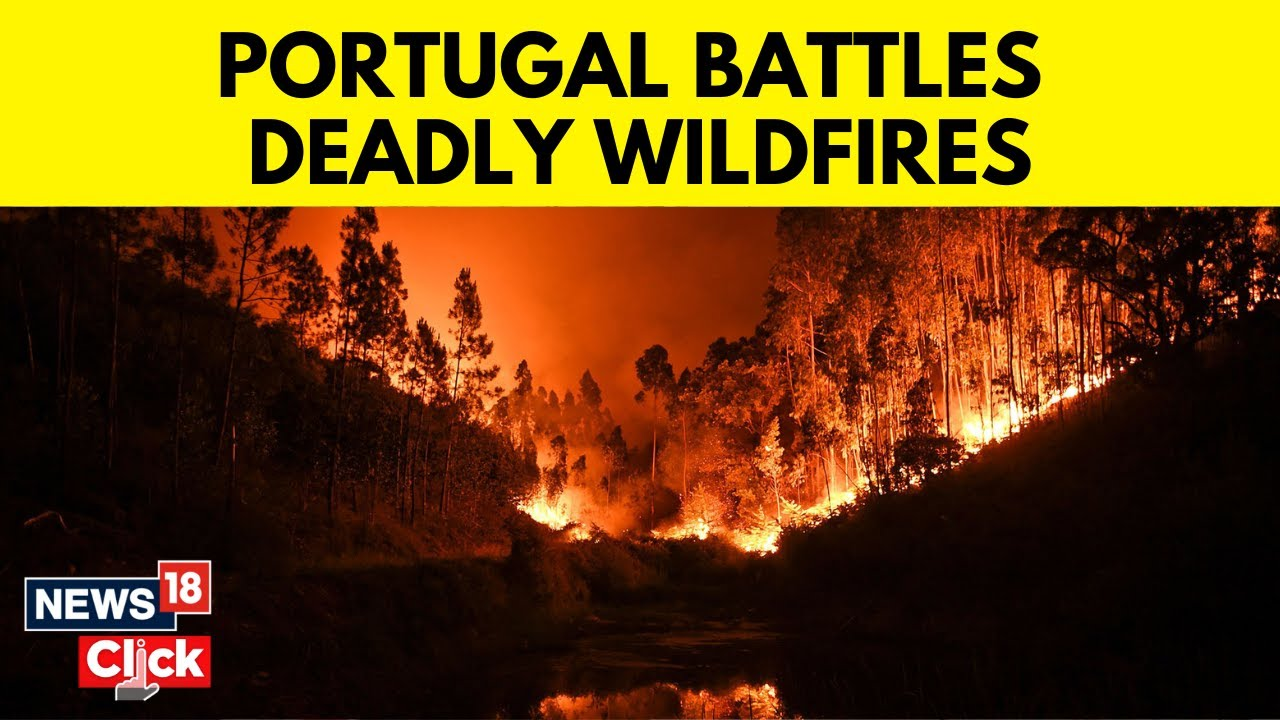 PORTUGAL BATTLES
DEADLY WILDFIRES
NEWS 18
Click